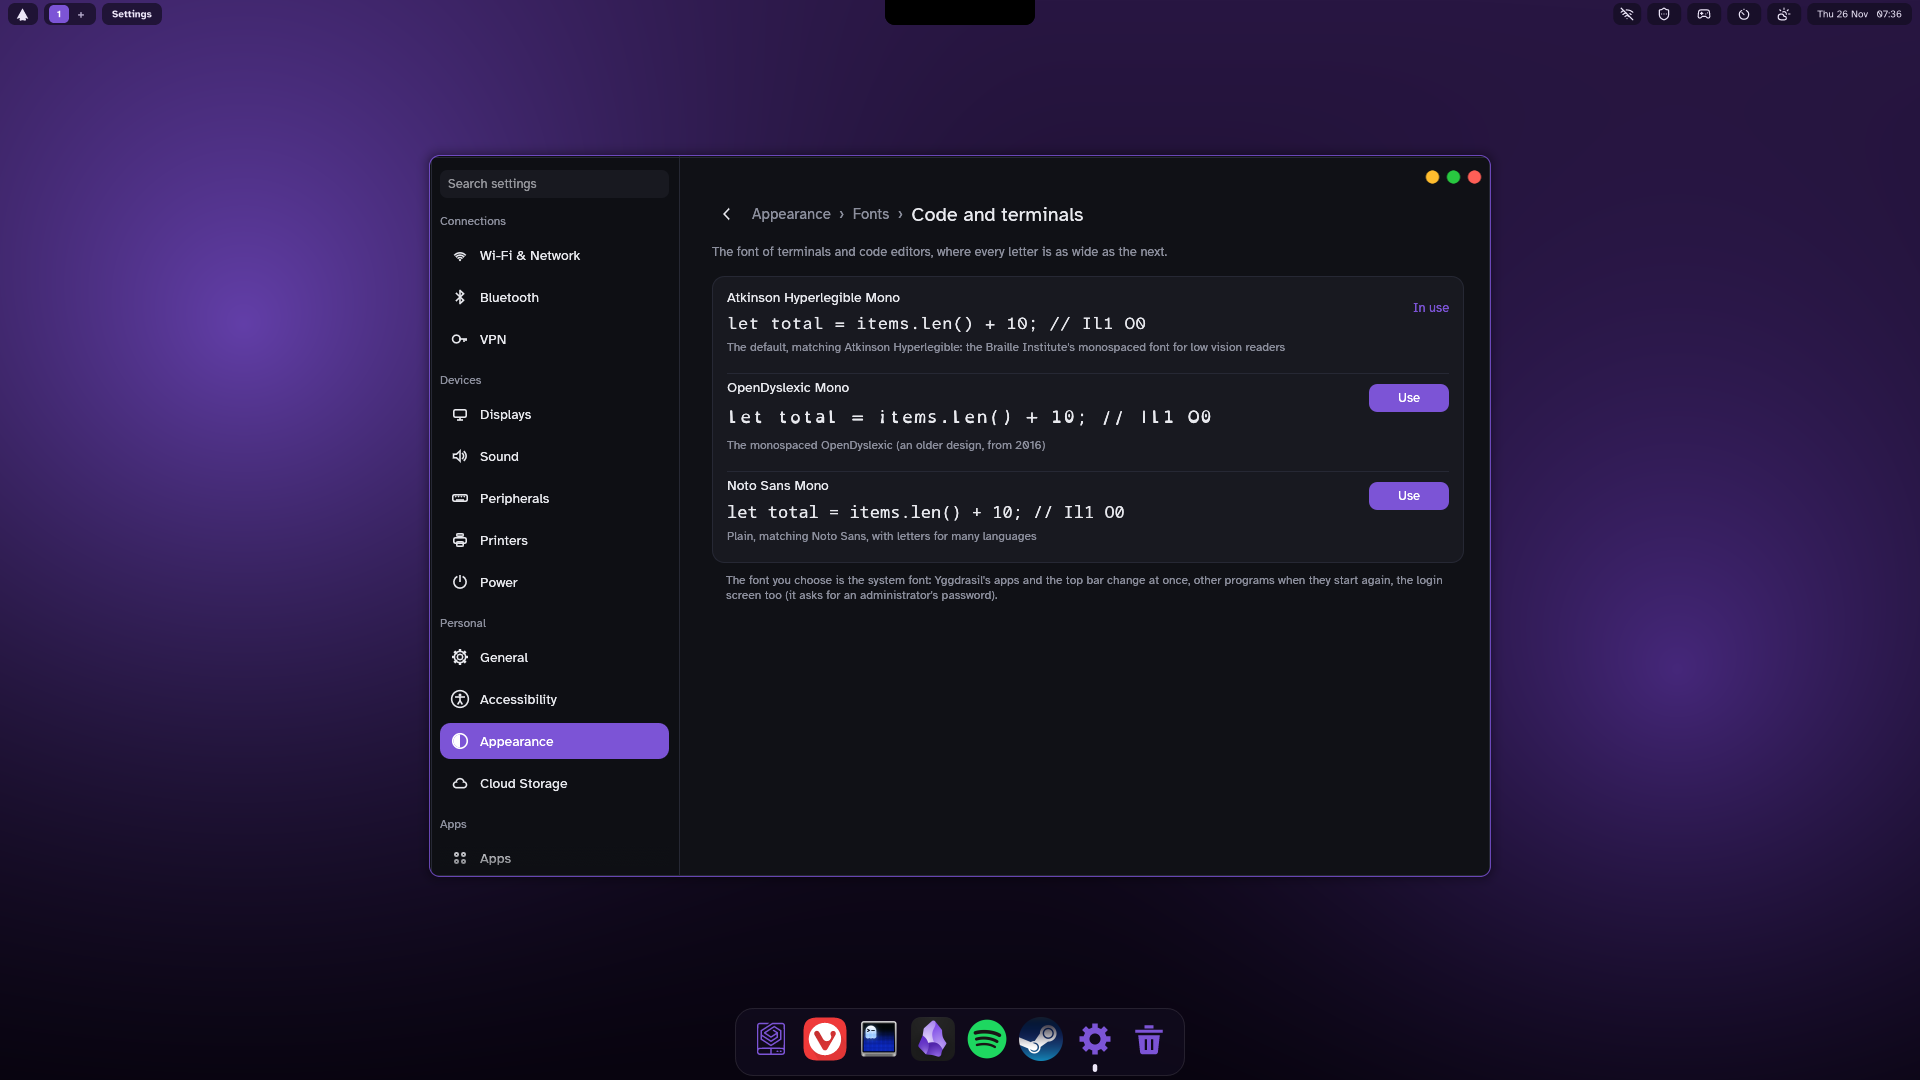 1 +
Settings
Thu 26 Nov 07:36
Search settings
Connections
Wi-Fi & Network
Bluetooth
VPN
Devices
Displays
Sound
Peripherals
Printers
Power
Personal
General
Accessibility
Appearance
Cloud Storage
Apps
Apps
Appearance › Fonts › Code and terminals
The font of terminals and code editors, where every letter is as wide as the next.
Atkinson Hyperlegible Mono
In use
let total = items.len() + 10; // Il1 O0
The default, matching Atkinson Hyperlegible: the Braille Institute's monospaced font for low vision readers
OpenDyslexic Mono
Use
let total = items.len() + 10; // Il1 O0
The monospaced OpenDyslexic (an older design, from 2016)
Noto Sans Mono
Use
let total = items.len() + 10; // Il1 O0
Plain, matching Noto Sans, with letters for many languages
The font you choose is the system font: Yggdrasil's apps and the top bar change at once, other programs when they start again, the login
screen too (it asks for an administrator's password).